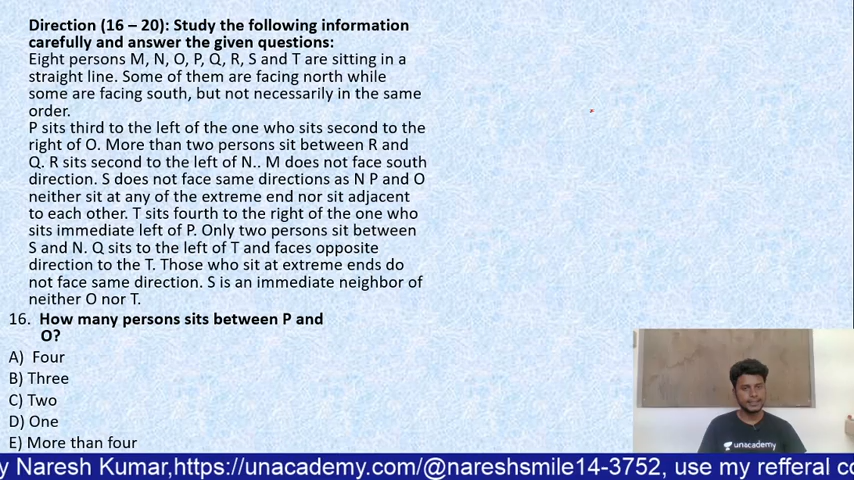 Direction (16 – 20): Study the following information
carefully and answer the given questions:
Eight persons M, N, O, P, Q, R, S and T are sitting in a
straight line. Some of them are facing north while
some are facing south, but not necessarily in the same
order.
P sits third to the left of the one who sits second to the
right of O. More than two persons sit between R and
Q. R sits second to the left of N.. M does not face south
direction. S does not face same directions as N P and O
neither sit at any of the extreme end nor sit adjacent
to each other. T sits fourth to the right of the one who
sits immediate left of P. Only two persons sit between
S and N. Q sits to the left of T and faces opposite
direction to the T. Those who sit at extreme ends do
not face same direction. S is an immediate neighbor of
neither O nor T.
16. How many persons sits between P and
O?
A) Four
B) Three
C) Two
D) One
E) More than four
unacademy
y Naresh Kumar,https://unacademy.com/@nareshsmile14-3752, use my refferal co